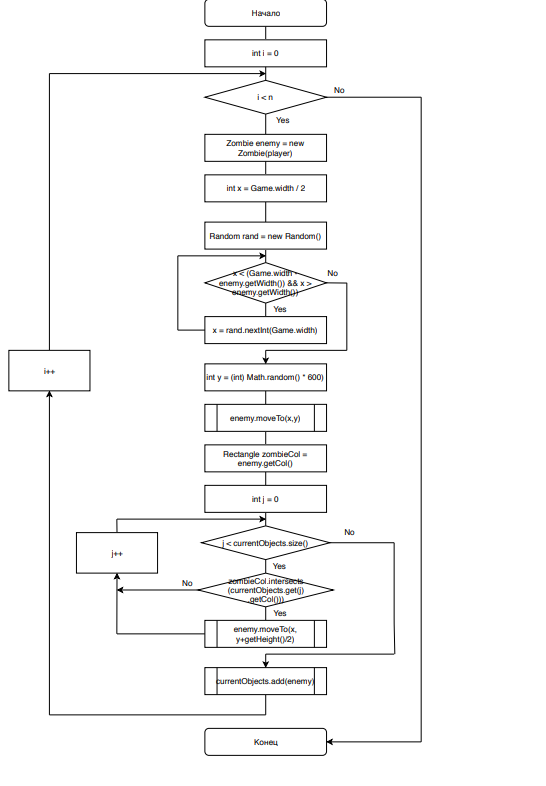 Начало
int i = 0
i < n
No
Yes
Zombie enemy = new
Zombie(player)
int x = Game.width / 2
Random rand = new Random()
x < (Game.width -
enemy.getWidth()) && x >
enemy.getWidth())
No
Yes
x = rand.nextInt(Game.width)
i++
int y = (int) Math.random() * 600)
enemy.moveTo(x,y)
Rectangle zombieCol =
enemy.getCol()
int j = 0
j < currentObjects.size()
No
j++
Yes
zombieCol.intersects
(currentObjects.get(j)
getCol()))
No
Yes
enemy.moveTo(x,
y+getHeight()/2)
currentObjects.add(enemy)
Конец